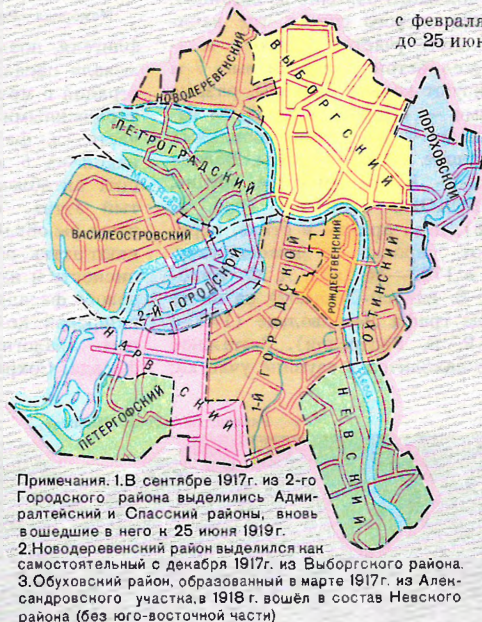 с февраля
до 25 июн
НОВОДЕРЕВЕНСКИЙ
ВЫБОРГСКИЙ
ПЕТРОГРАДСКИЙ
ПОРОХОВСКОЙ
ВАСИЛЕОСТРОВСКИЙ
2-Й ГОРОДСКОЙ
РОЖДЕСТВЕНСКИЙ
ОХТИНСКИЙ
1-Й ГОРОДСКОЙ
НАРВСКИЙ
ПЕТЕРГОФСКИЙ
НЕВСКИЙ
Примечания. 1.В сентябре 1917г. из 2-го
Городского района выделились Адми-
ралтейский и Спасский районы, вновь
вошедшие в него к 25 июня 1919г.
2.Новодеревенский район выделился как
самостоятельный с декабря 1917г. из Выборгского района.
3.Обуховский район, образованный в марте 1917г. из Алек-
сандровского участка, в 1918 г. вошёл в состав Невского
района (без юго-восточной части)